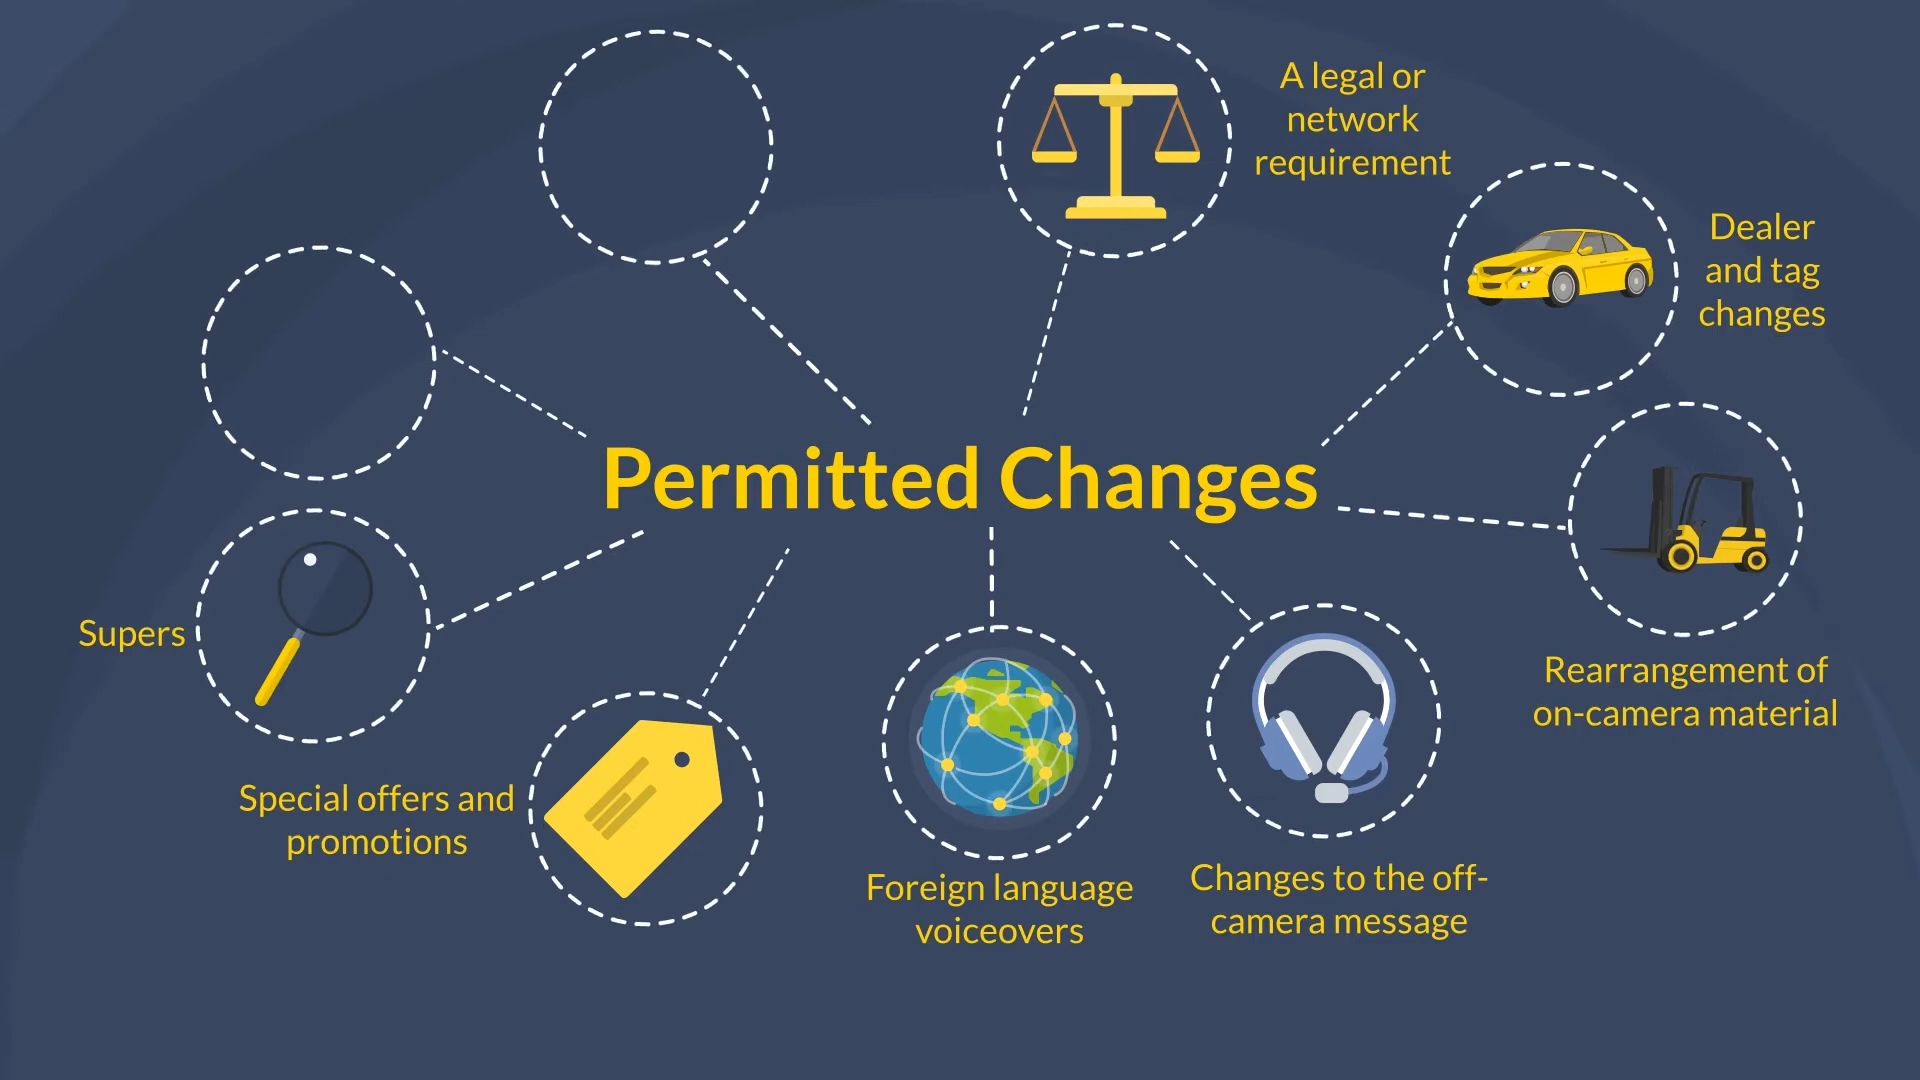 A legal or
network
requirement
Dealer
and tag
changes
Permitted Changes
Supers
Rearrangement of
on-camera material
Special offers and
promotions
Foreign language
voiceovers
Changes to the off-
camera message